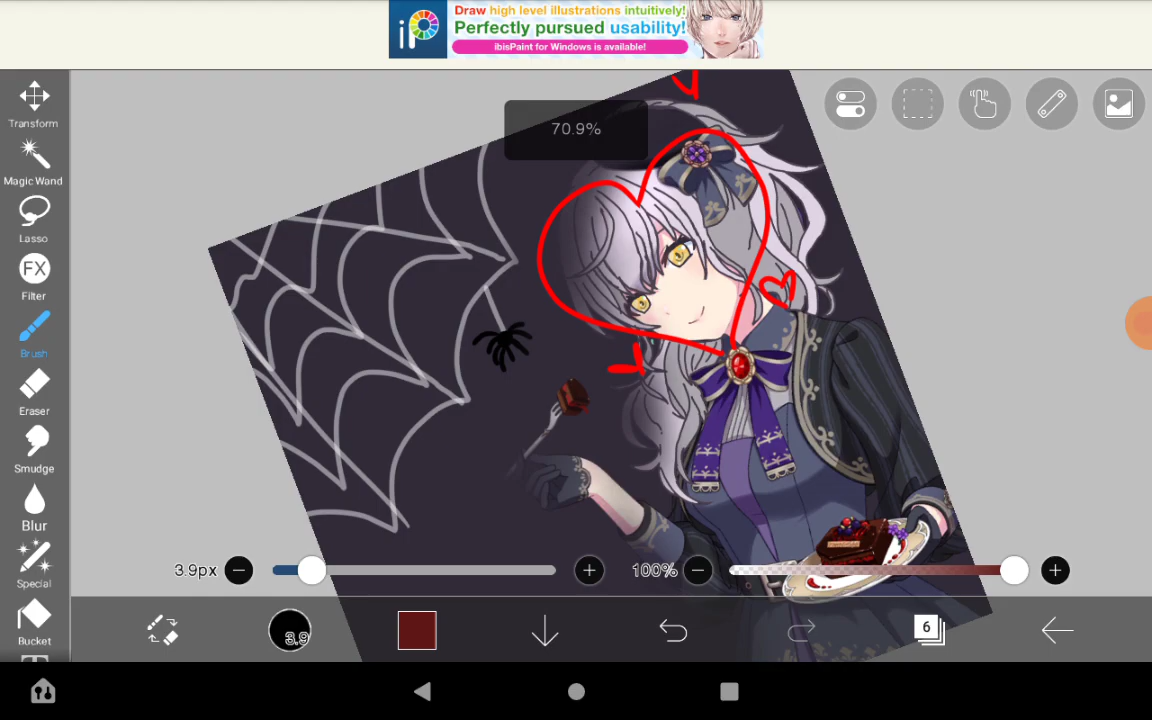 Draw high level illustrations intuitively!
iP
Perfectly pursued usability!
ibisPaint for Windows is available!
Transform
70.9%
Magic Wand
Lasso
FX
Filter
Brush
Eraser
Smudge
Blur
Special
3.9px
100%
Bucket
3.9
6